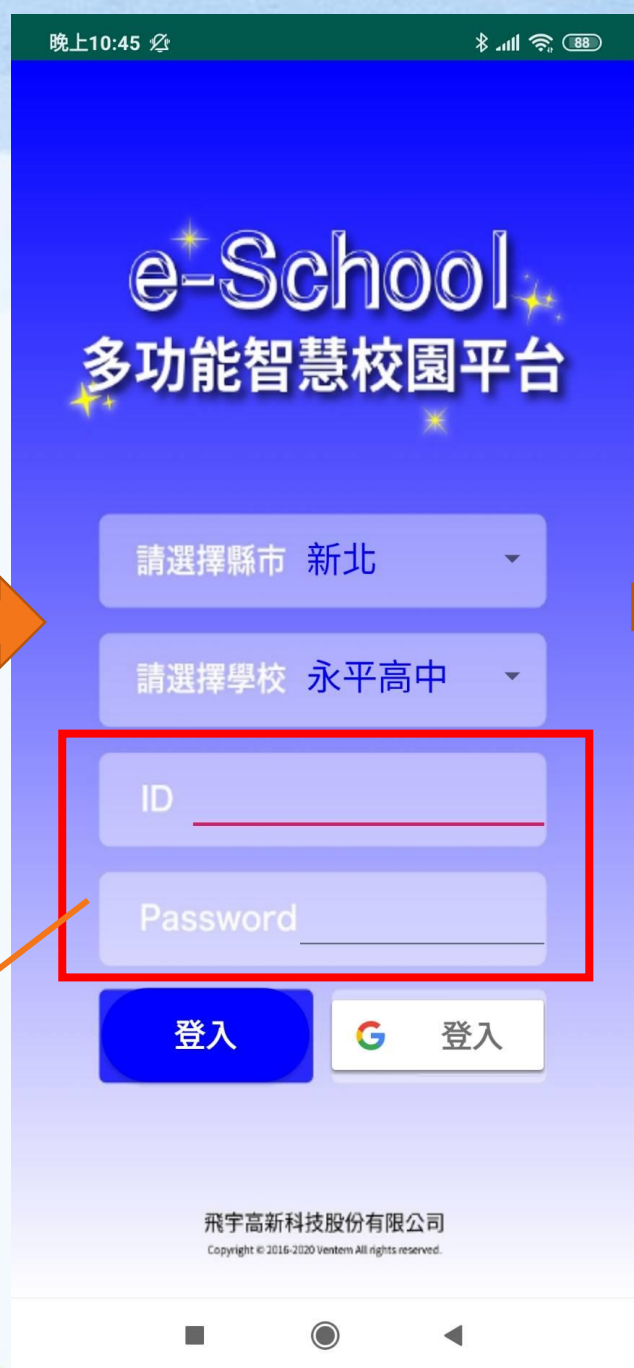 晚上10:45
88
e-School
多功能智慧校園平台
請選擇縣市 新北
請選擇學校 永平高中
ID
Password
登入 G 登入
飛宇高新科技股份有限公司
Copyright © 2016-2020 Ventem All rights reserved.